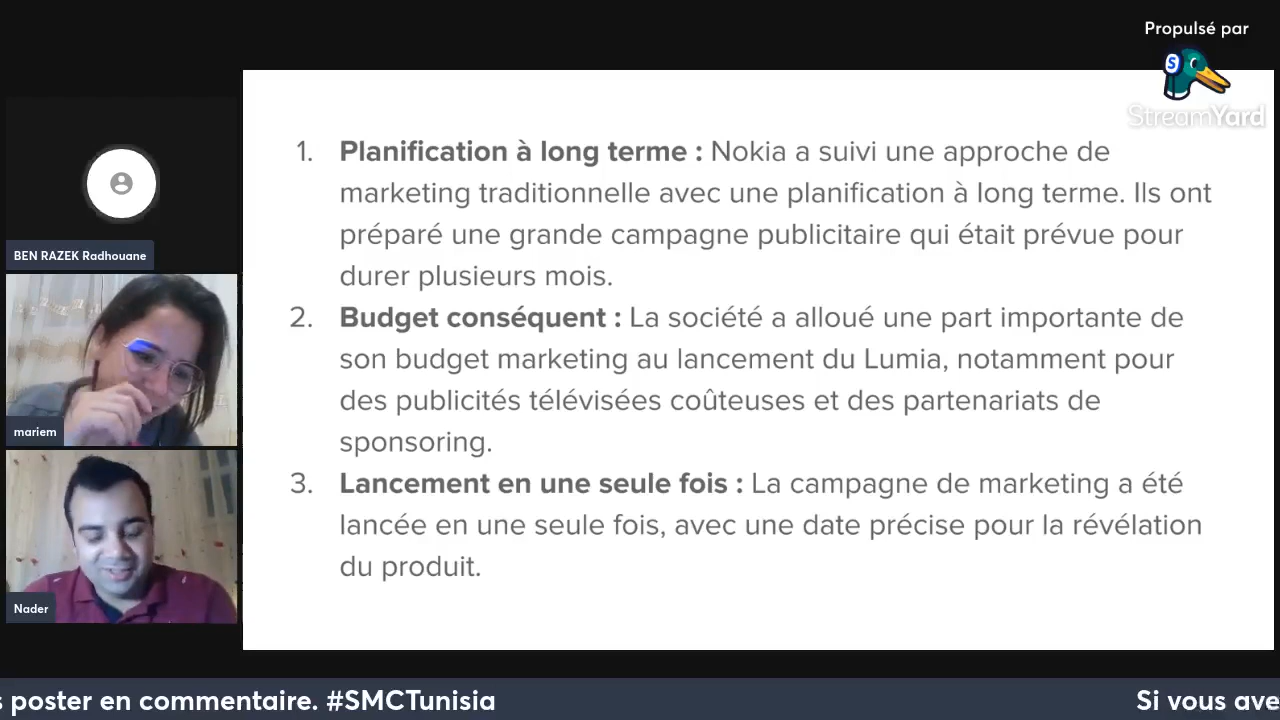 Propulsé par
StreamYard
1. Planification à long terme : Nokia a suivi une approche de
marketing traditionnelle avec une planification à long terme. Ils ont
préparé une grande campagne publicitaire qui était prévue pour
durer plusieurs mois.
2. Budget conséquent : La société a alloué une part importante de
son budget marketing au lancement du Lumia, notamment pour
des publicités télévisées coûteuses et des partenariats de
sponsoring.
3. Lancement en une seule fois : La campagne de marketing a été
lancée en une seule fois, avec une date précise pour la révélation
du produit.
BEN RAZEK Radhouane
mariem
Nader
s poster en commentaire. #SMCTunisia
Si vous ave